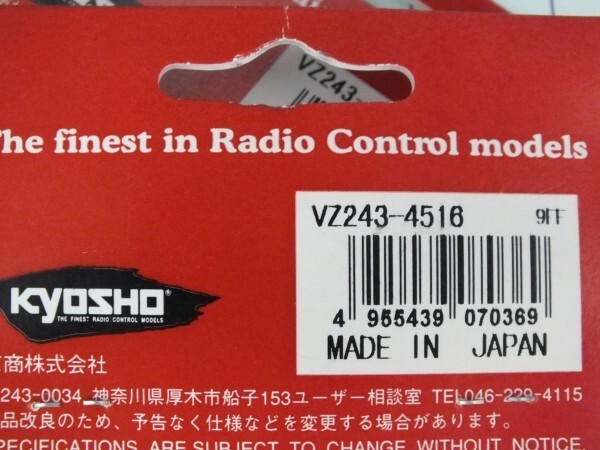 VZ243-
The finest in Radio Control models
VZ243-4516 9FF
4 955439 070369
MADE IN JAPAN
KYOSHO®
THE FINEST RADIO CONTROL MODELS
商株式会社
243-0034 神奈川県厚木市船子153ユーザー相談室 TEL 046-229-4115
品改良のため、予告なく仕様などを変更する場合があります。
SPECIFICATIONS ARE SUBJECT TO CHANGE WITHOUT NOTICE.